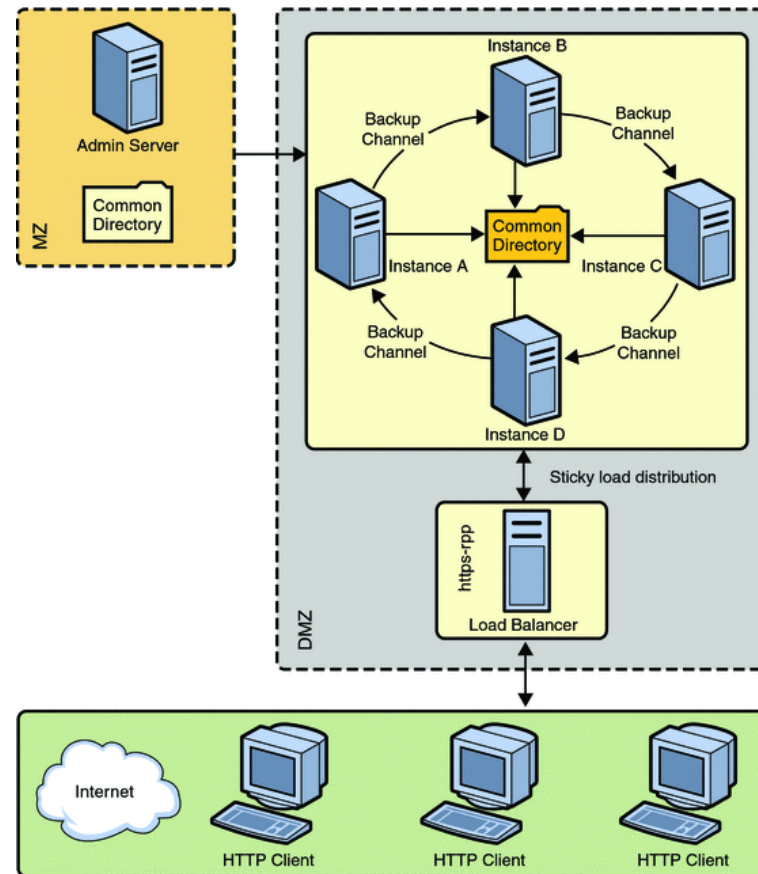 Instance B
Admin Server
Common
Directory
MZ
Backup
Channel
Backup
Channel
Common
Directory
Instance A
Instance C
Backup
Channel
Backup
Channel
Instance D
Sticky load distribution
https-rpp
Load Balancer
DMZ
Internet
HTTP Client
HTTP Client
HTTP Client